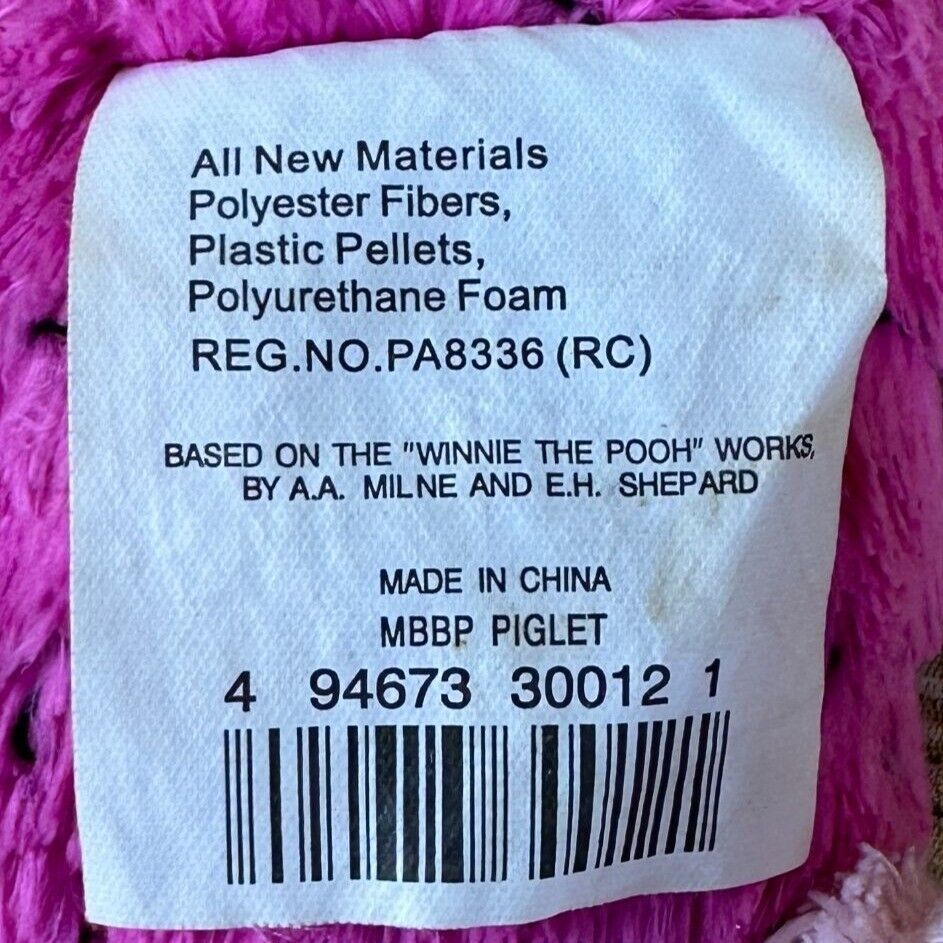 All New Materials
Polyester Fibers,
Plastic Pellets,
Polyurethane Foam
REG.NO.PA8336 (RC)
BASED ON THE "WINNIE THE POOH" WORKS,
BY A.A. MILNE AND E.H. SHEPARD
MADE IN CHINA
MBBP PIGLET
4 94673 30012 1